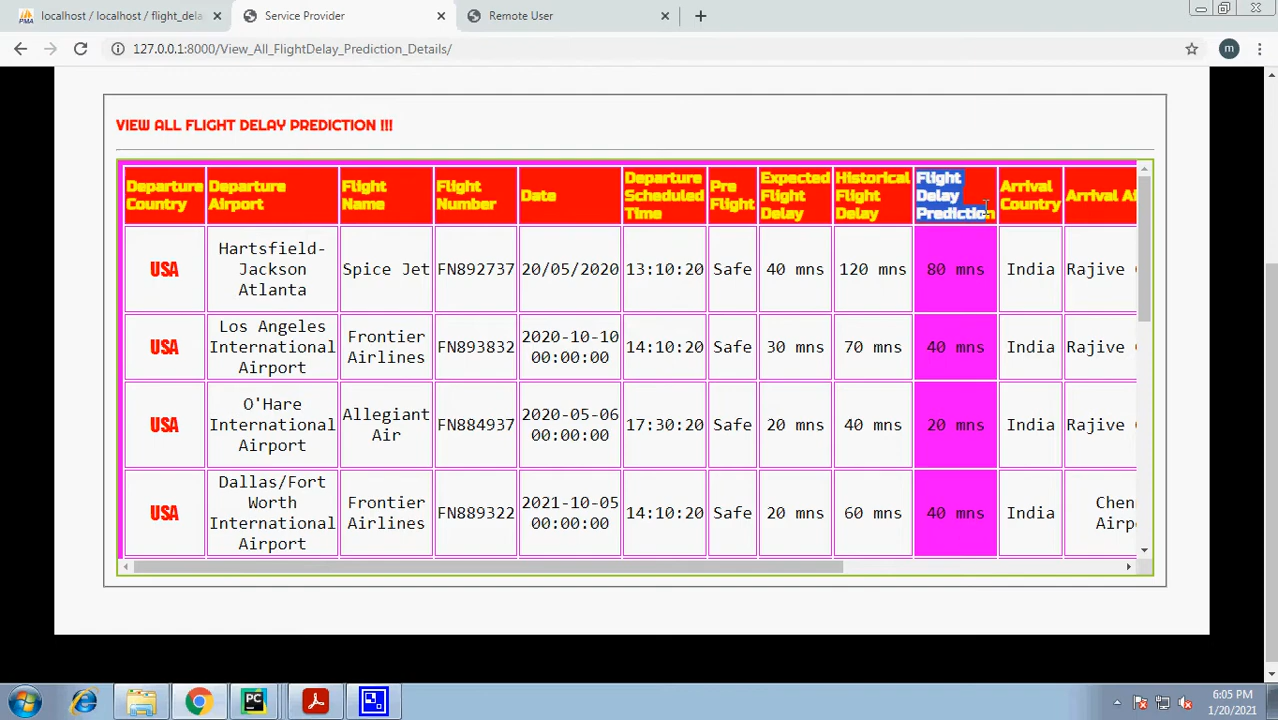 localhost / localhost / flight_dela
Service Provider
Remote User
127.0.0.1:8000/View_All_FlightDelay_Prediction_Details/
m
VIEW ALL FLIGHT DELAY PREDICTION !!!
Departure Country
Departure Airport
Flight Name
Flight Number
Date
Departure Scheduled Time
Pre Flight
Expected Flight Delay
Historical Flight Delay
Flight Delay Prediction
Arrival Country
Arrival Ai
USA
Hartsfield-
Jackson
Atlanta
Spice Jet
FN892737
20/05/2020
13:10:20
Safe
40 mns
120 mns
80 mns
India
Rajive
USA
Los Angeles
International
Airport
Frontier
Airlines
FN893832
2020-10-10
00:00:00
14:10:20
Safe
30 mns
70 mns
40 mns
India
Rajive
USA
O'Hare
International
Airport
Allegiant
Air
FN884937
2020-05-06
00:00:00
17:30:20
Safe
20 mns
40 mns
20 mns
India
Rajive
USA
Dallas/Fort
Worth
International
Airport
Frontier
Airlines
FN889322
2021-10-05
00:00:00
14:10:20
Safe
20 mns
60 mns
40 mns
India
Chen
Airp
PC
6:05 PM
1/20/2021